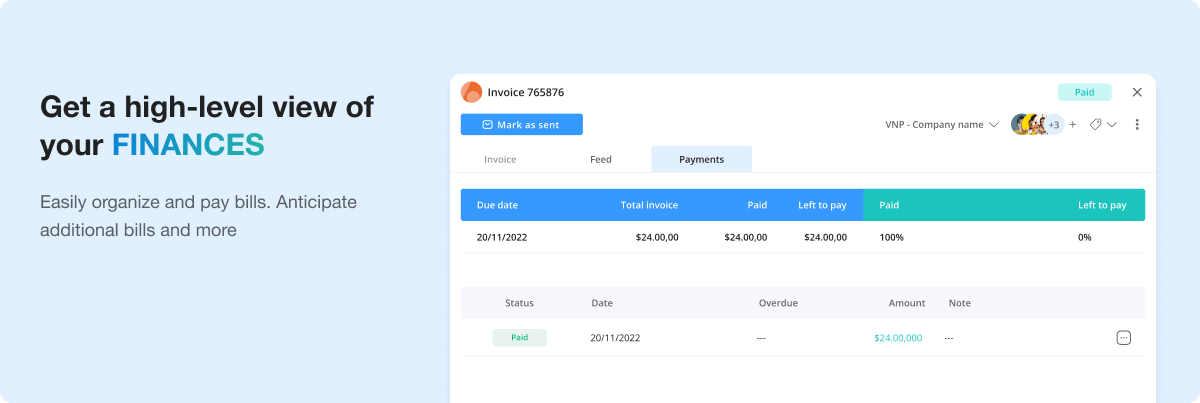 Get a high-level view of
your FINANCES
Easily organize and pay bills. Anticipate
additional bills and more
Invoice 765876
Paid
Mark as sent
VNP - Company name
+3
+
Invoice Feed Payments
Due date Total invoice Paid Left to pay Paid Left to pay
20/11/2022 $24.00,00 $24.00,00 $24.00,00 100% 0%
Status Date Overdue Amount Note
Paid 20/11/2022 --- $24.00,000 ---